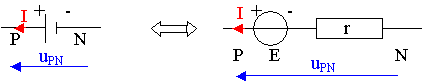 I + -
P N
uPN
I + - r
P E N
uPN